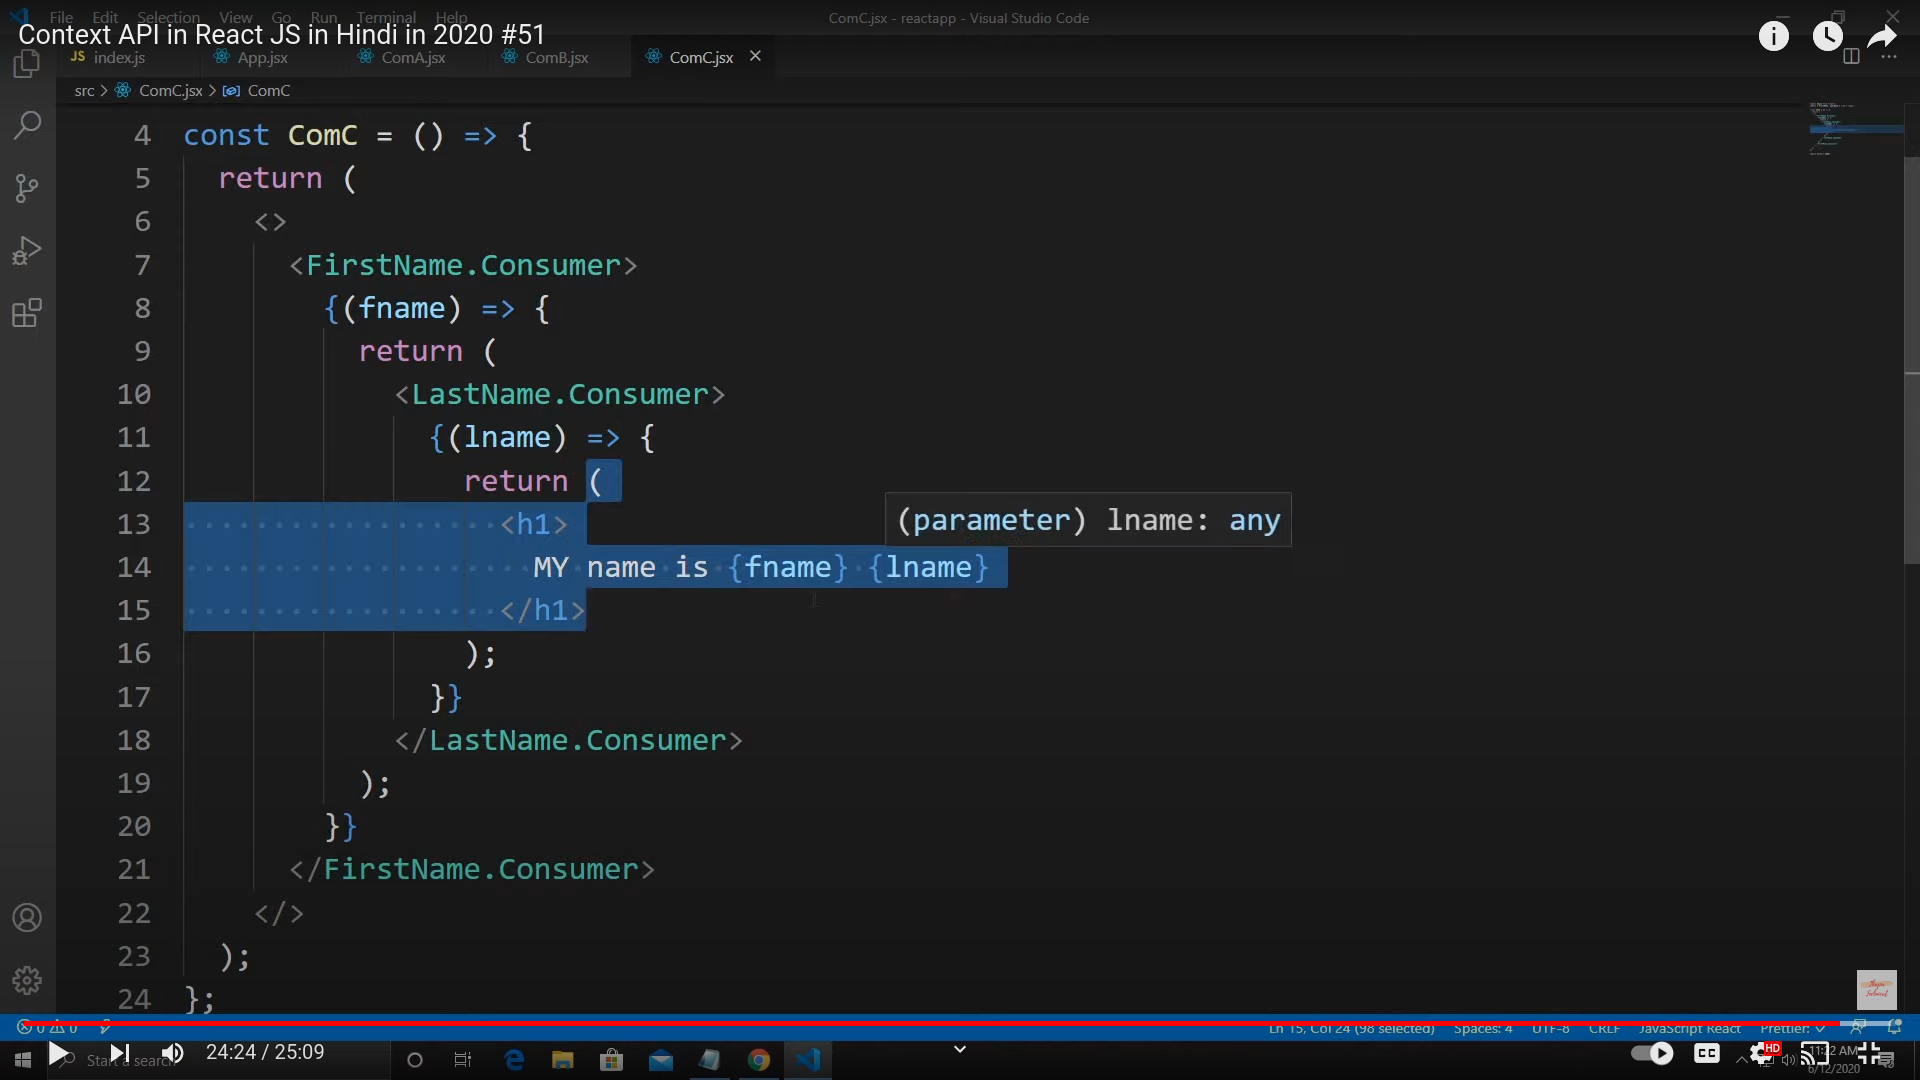 File Edit Selection View Go Run Terminal Help
ComC.jsx - reactapp - Visual Studio Code
Context API in React JS in Hindi in 2020 #51
JS index.js App.jsx ComA.jsx ComB.jsx ComC.jsx
src > ComC.jsx > ComC
4 const ComC = () => {
5 return (
6 <>
7 <FirstName.Consumer>
8 {(fname) => {
9 return (
10 <LastName.Consumer>
11 {(lname) => {
12 return (
13 <h1>
(parameter) lname: any
14 MY name is {fname} {lname}
15 </h1>
16 );
17 }}
18 </LastName.Consumer>
19 );
20 }}
21 </FirstName.Consumer>
22 </>
23 );
24 };
0 0 Ln 15, Col 24 (98 selected) Spaces: 4 UTF-8 CRLF JavaScript React Prettier: ✓
Start a search
24:24 / 25:09
CC HD
6/12/2020